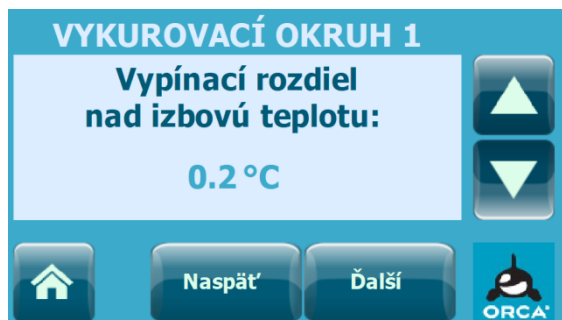 VYKUROVACÍ OKRUH 1
Vypínací rozdiel
nad izbovú teplotu:
0.2 °C
Naspäť
Ďalší
ORCA